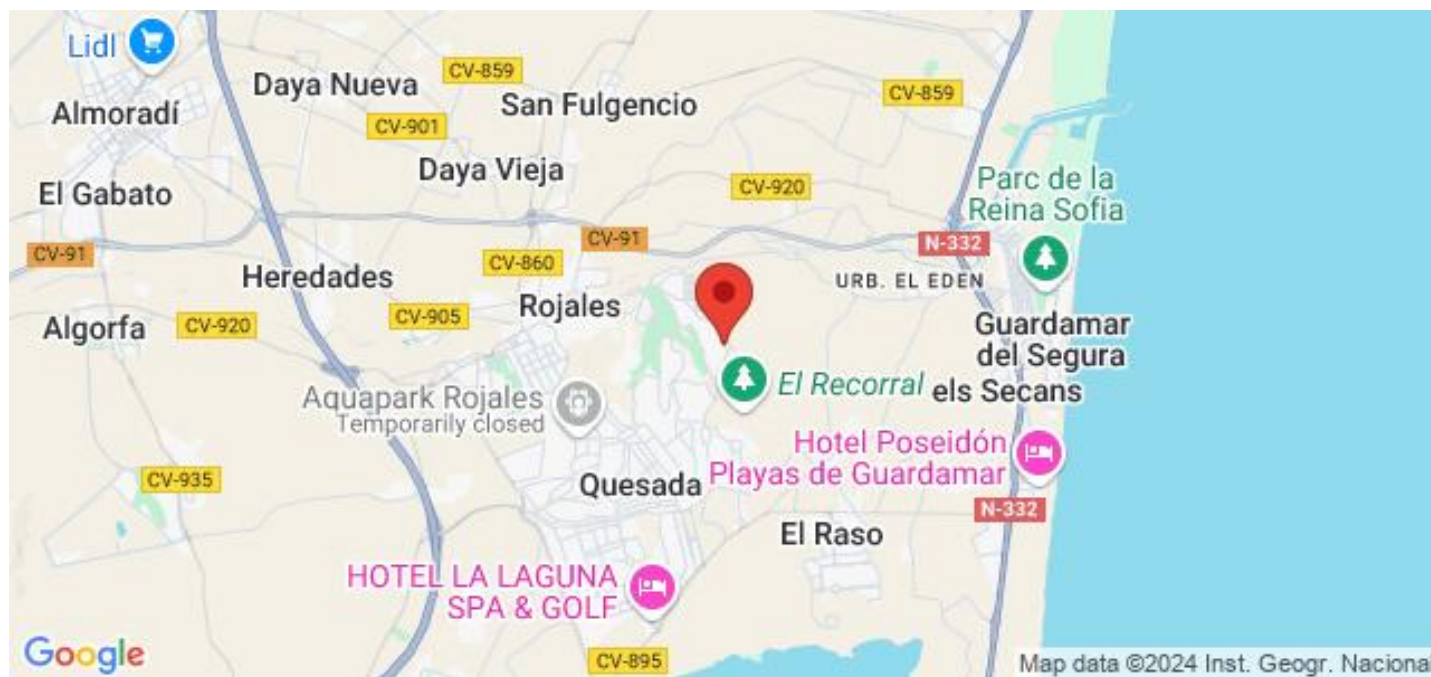 Lidl
Almoradí
Daya Nueva
CV-859
San Fulgencio
CV-859
CV-901
Daya Vieja
El Gabato
CV-920
Parc de la
Reina Sofia
CV-91
CV-91
N-332
Heredades
CV-860
URB. EL EDEN
Rojales
Algorfa
CV-920
CV-905
Guardamar
del Segura
Aquapark Rojales
Temporarily closed
El Recorral
els Secans
Hotel Poseidón
Playas de Guardamar
CV-935
Quesada
N-332
El Raso
HOTEL LA LAGUNA
SPA & GOLF
Google
CV-895
Map data ©2024 Inst. Geogr. Nacional